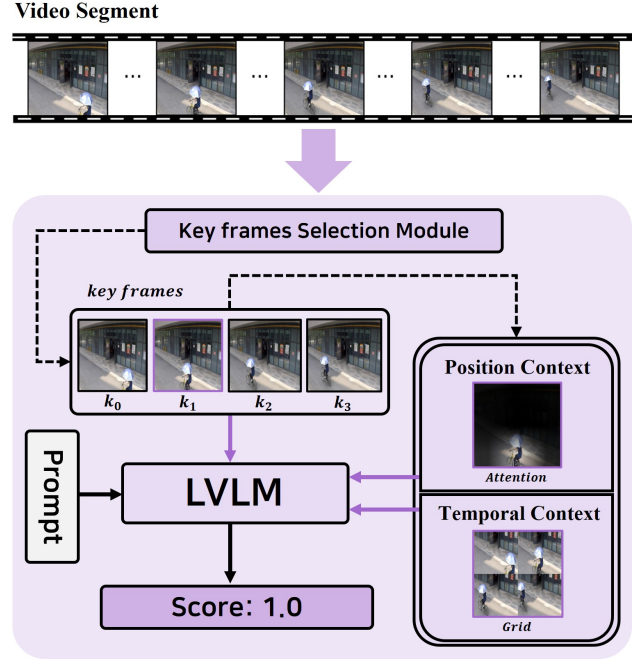 Video Segment
... ... ... ...
Key frames Selection Module
key frames
k₀ k₁ k₂ k₃
Position Context
Attention
Prompt
LVLM
Temporal Context
Grid
Score: 1.0